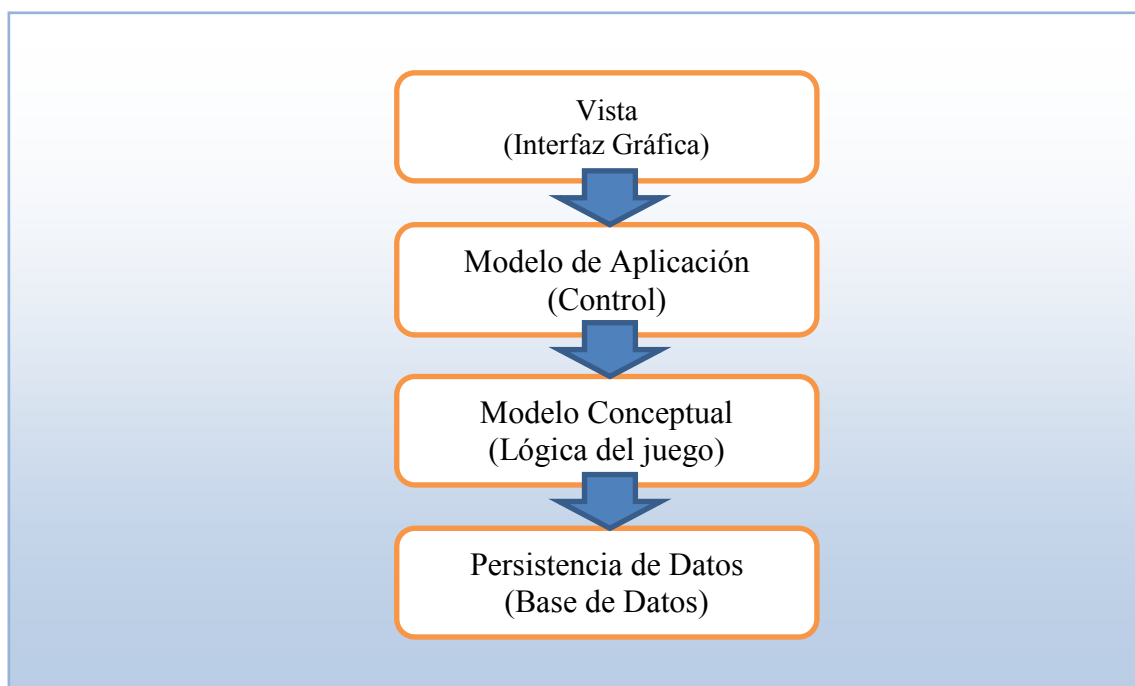 Vista
(Interfaz Gráfica)
Modelo de Aplicación
(Control)
Modelo Conceptual
(Lógica del juego)
Persistencia de Datos
(Base de Datos)